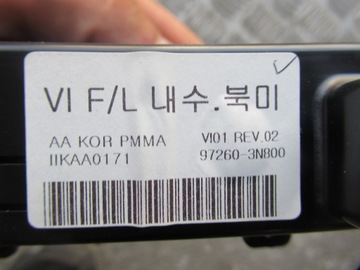 VI F/L 내수.북미
AA KOR PMMA VI01 REV.02
IIKAA0171 97260-3N800